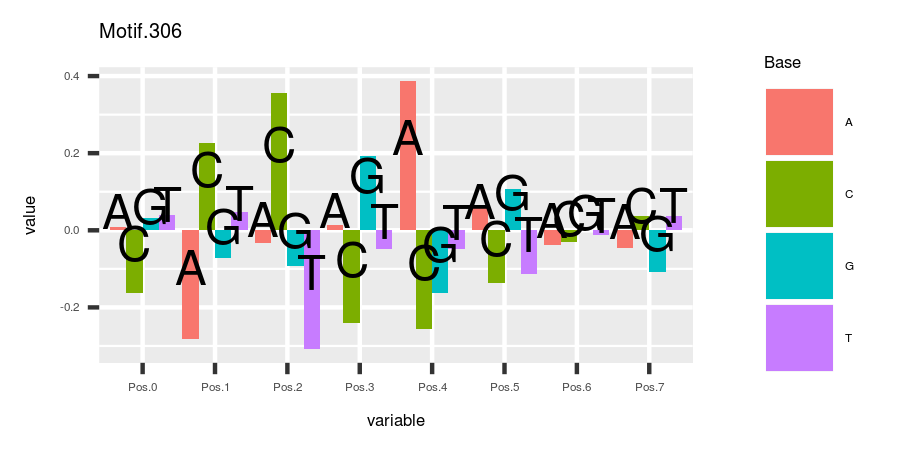 Motif.306
value
0.4
0.2
0.0
-0.2
A C G T A C G T A C G T A C G T A C G T A C G T A C G T A C G T
Pos.0 Pos.1 Pos.2 Pos.3 Pos.4 Pos.5 Pos.6 Pos.7
variable
Base
A
C
G
T